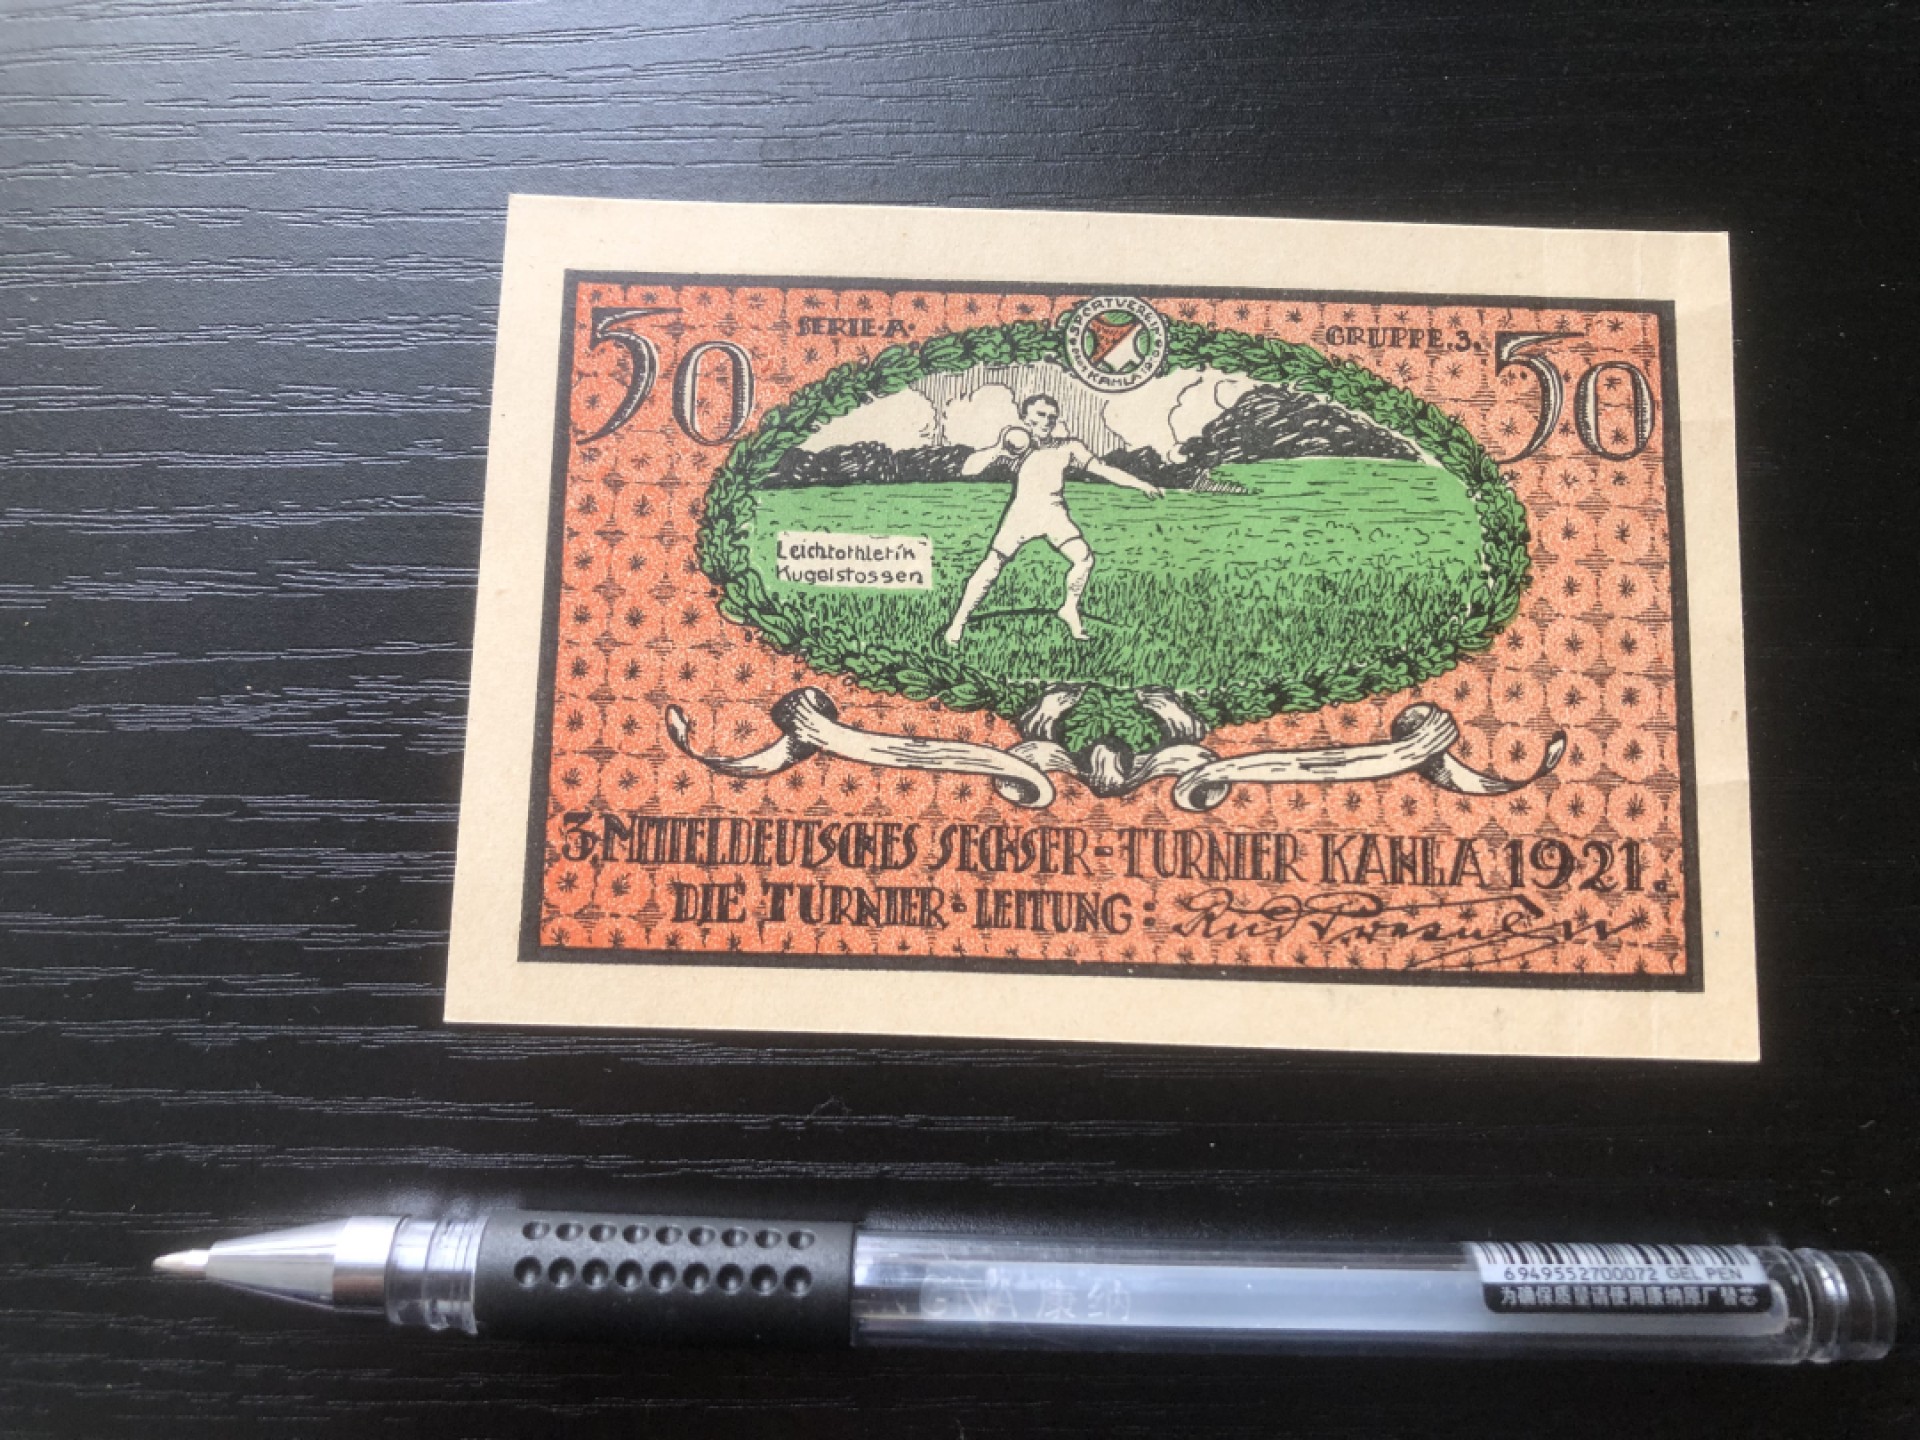 SERIE·A·
GRUPPE.3.
50
50
SPORTVEREIN
KAHLA 1910
Leichtathletik
Kugelstossen
3. MITTELDEUTSCHES SECHSER-TURNIER KAHLA 1921.
DIE TURNIER-LEITUNG:
康纳
6949552700072 GEL PEN
为确保质量请使用康纳原厂替芯